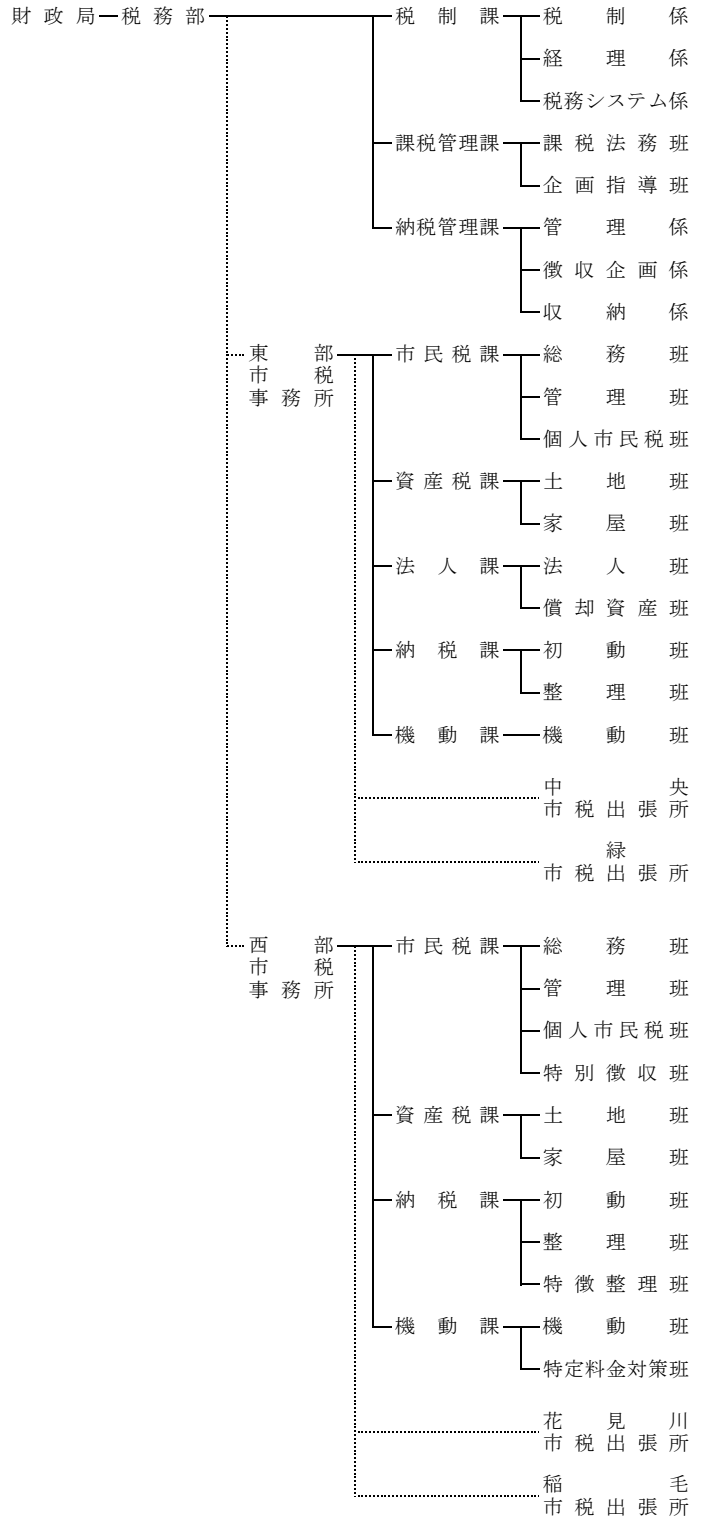 財政局 税務部 税制課 税制係
経理係
税務システム係
課税管理課 課税法務班
企画指導班
納税管理課 管理係
徴収企画係
収納係
東部
市税
事務所
市民税課 総務班
管理班
個人市民税班
資産税課 土地班
家屋班
法人課 法人班
償却資産班
納税課 初動班
整理班
機動課 機動班
中央
市税出張所
緑
市税出張所
西部
市税
事務所
市民税課 総務班
管理班
個人市民税班
特別徴収班
資産税課 土地班
家屋班
納税課 初動班
整理班
特徴整理班
機動課 機動班
特定料金対策班
花見川
市税出張所
稲毛
市税出張所